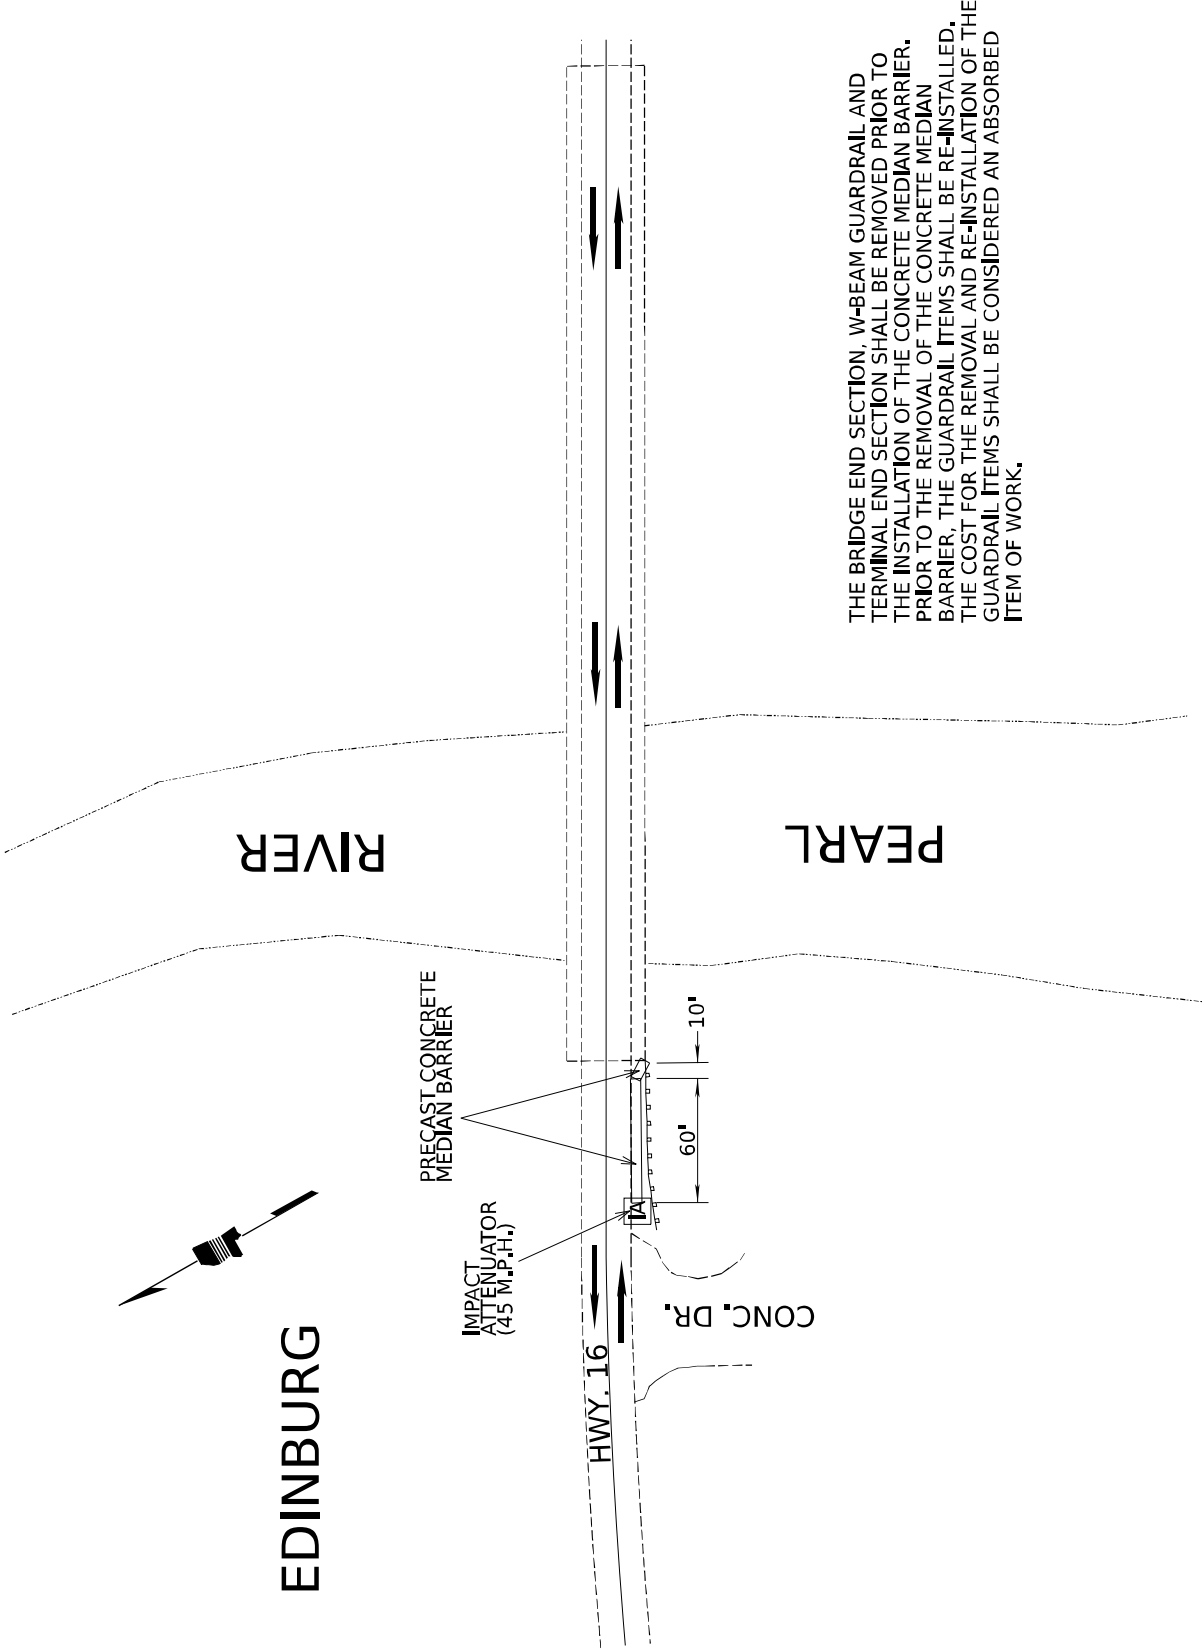 EDINBURG
IMPACT
ATTENUATOR
(45 M.P.H.)
PRECAST CONCRETE
MEDIAN BARRIER
RIVER
HWY. 16
IA
60'
10'
CONC. DR.
PEARL
THE BRIDGE END SECTION, W-BEAM GUARDRAIL AND
TERMINAL END SECTION SHALL BE REMOVED PRIOR TO
THE INSTALLATION OF THE CONCRETE MEDIAN BARRIER.
PRIOR TO THE REMOVAL OF THE CONCRETE MEDIAN
BARRIER, THE GUARDRAIL ITEMS SHALL BE RE-INSTALLED.
THE COST FOR THE REMOVAL AND RE-INSTALLATION OF THE
GUARDRAIL ITEMS SHALL BE CONSIDERED AN ABSORBED
ITEM OF WORK.